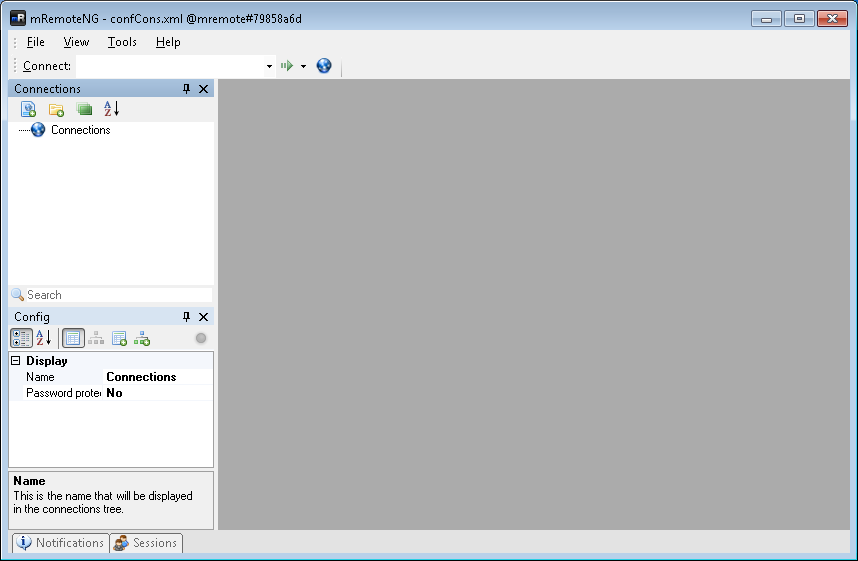 mRemoteNG - confCons.xml @mremote#79858a6d
File View Tools Help
Connect:
Connections
Connections
Search
Config
Display
Name Connections
Password protec No
Name
This is the name that will be displayed
in the connections tree.
Notifications Sessions